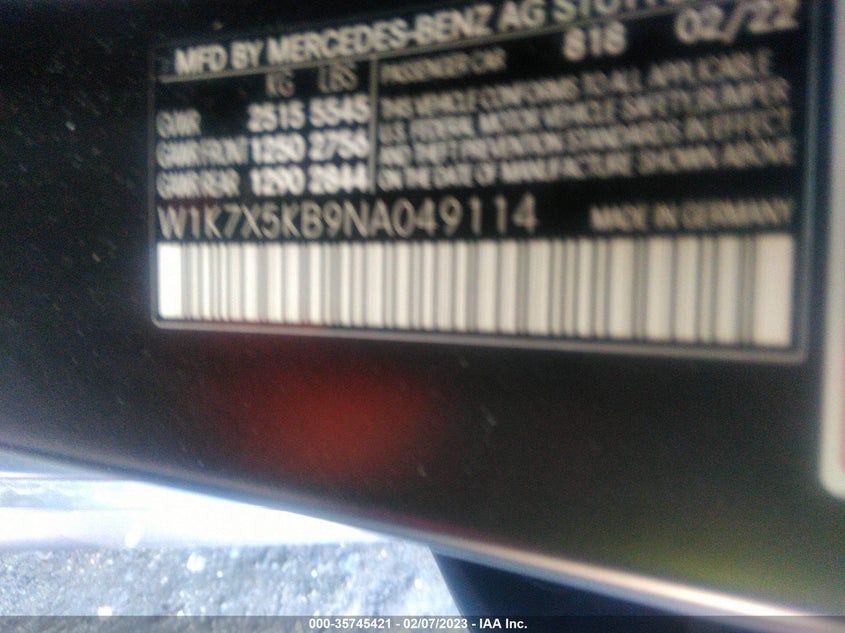 MFD BY MERCEDES-BENZ AG
818 02/22
KG LBS
PASSENGER CAR
GVWR 2515 5545
GAWR FRONT 1250 2756
GAWR REAR 1290 2844
THIS VEHICLE CONFORMS TO ALL APPLICABLE
U.S. FEDERAL MOTOR VEHICLE SAFETY, BUMPER
AND THEFT PREVENTION STANDARDS IN EFFECT
ON THE DATE OF MANUFACTURE SHOWN ABOVE
W1K7X5KB9NA049114 MADE IN GERMANY
000-35745421 - 02/07/2023 - IAA Inc.